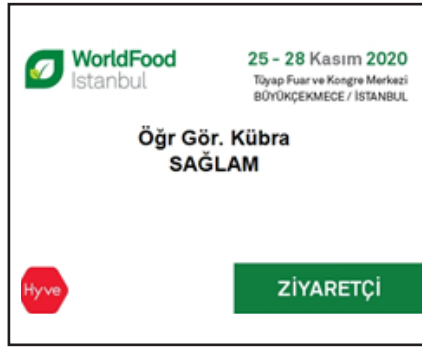 WorldFood
Istanbul
25 - 28 Kasım 2020
Tüyap Fuar ve Kongre Merkezi
BÜYÜKÇEKMECE / İSTANBUL
Öğr Gör. Kübra
SAĞLAM
Hyve
ZİYARETÇİ